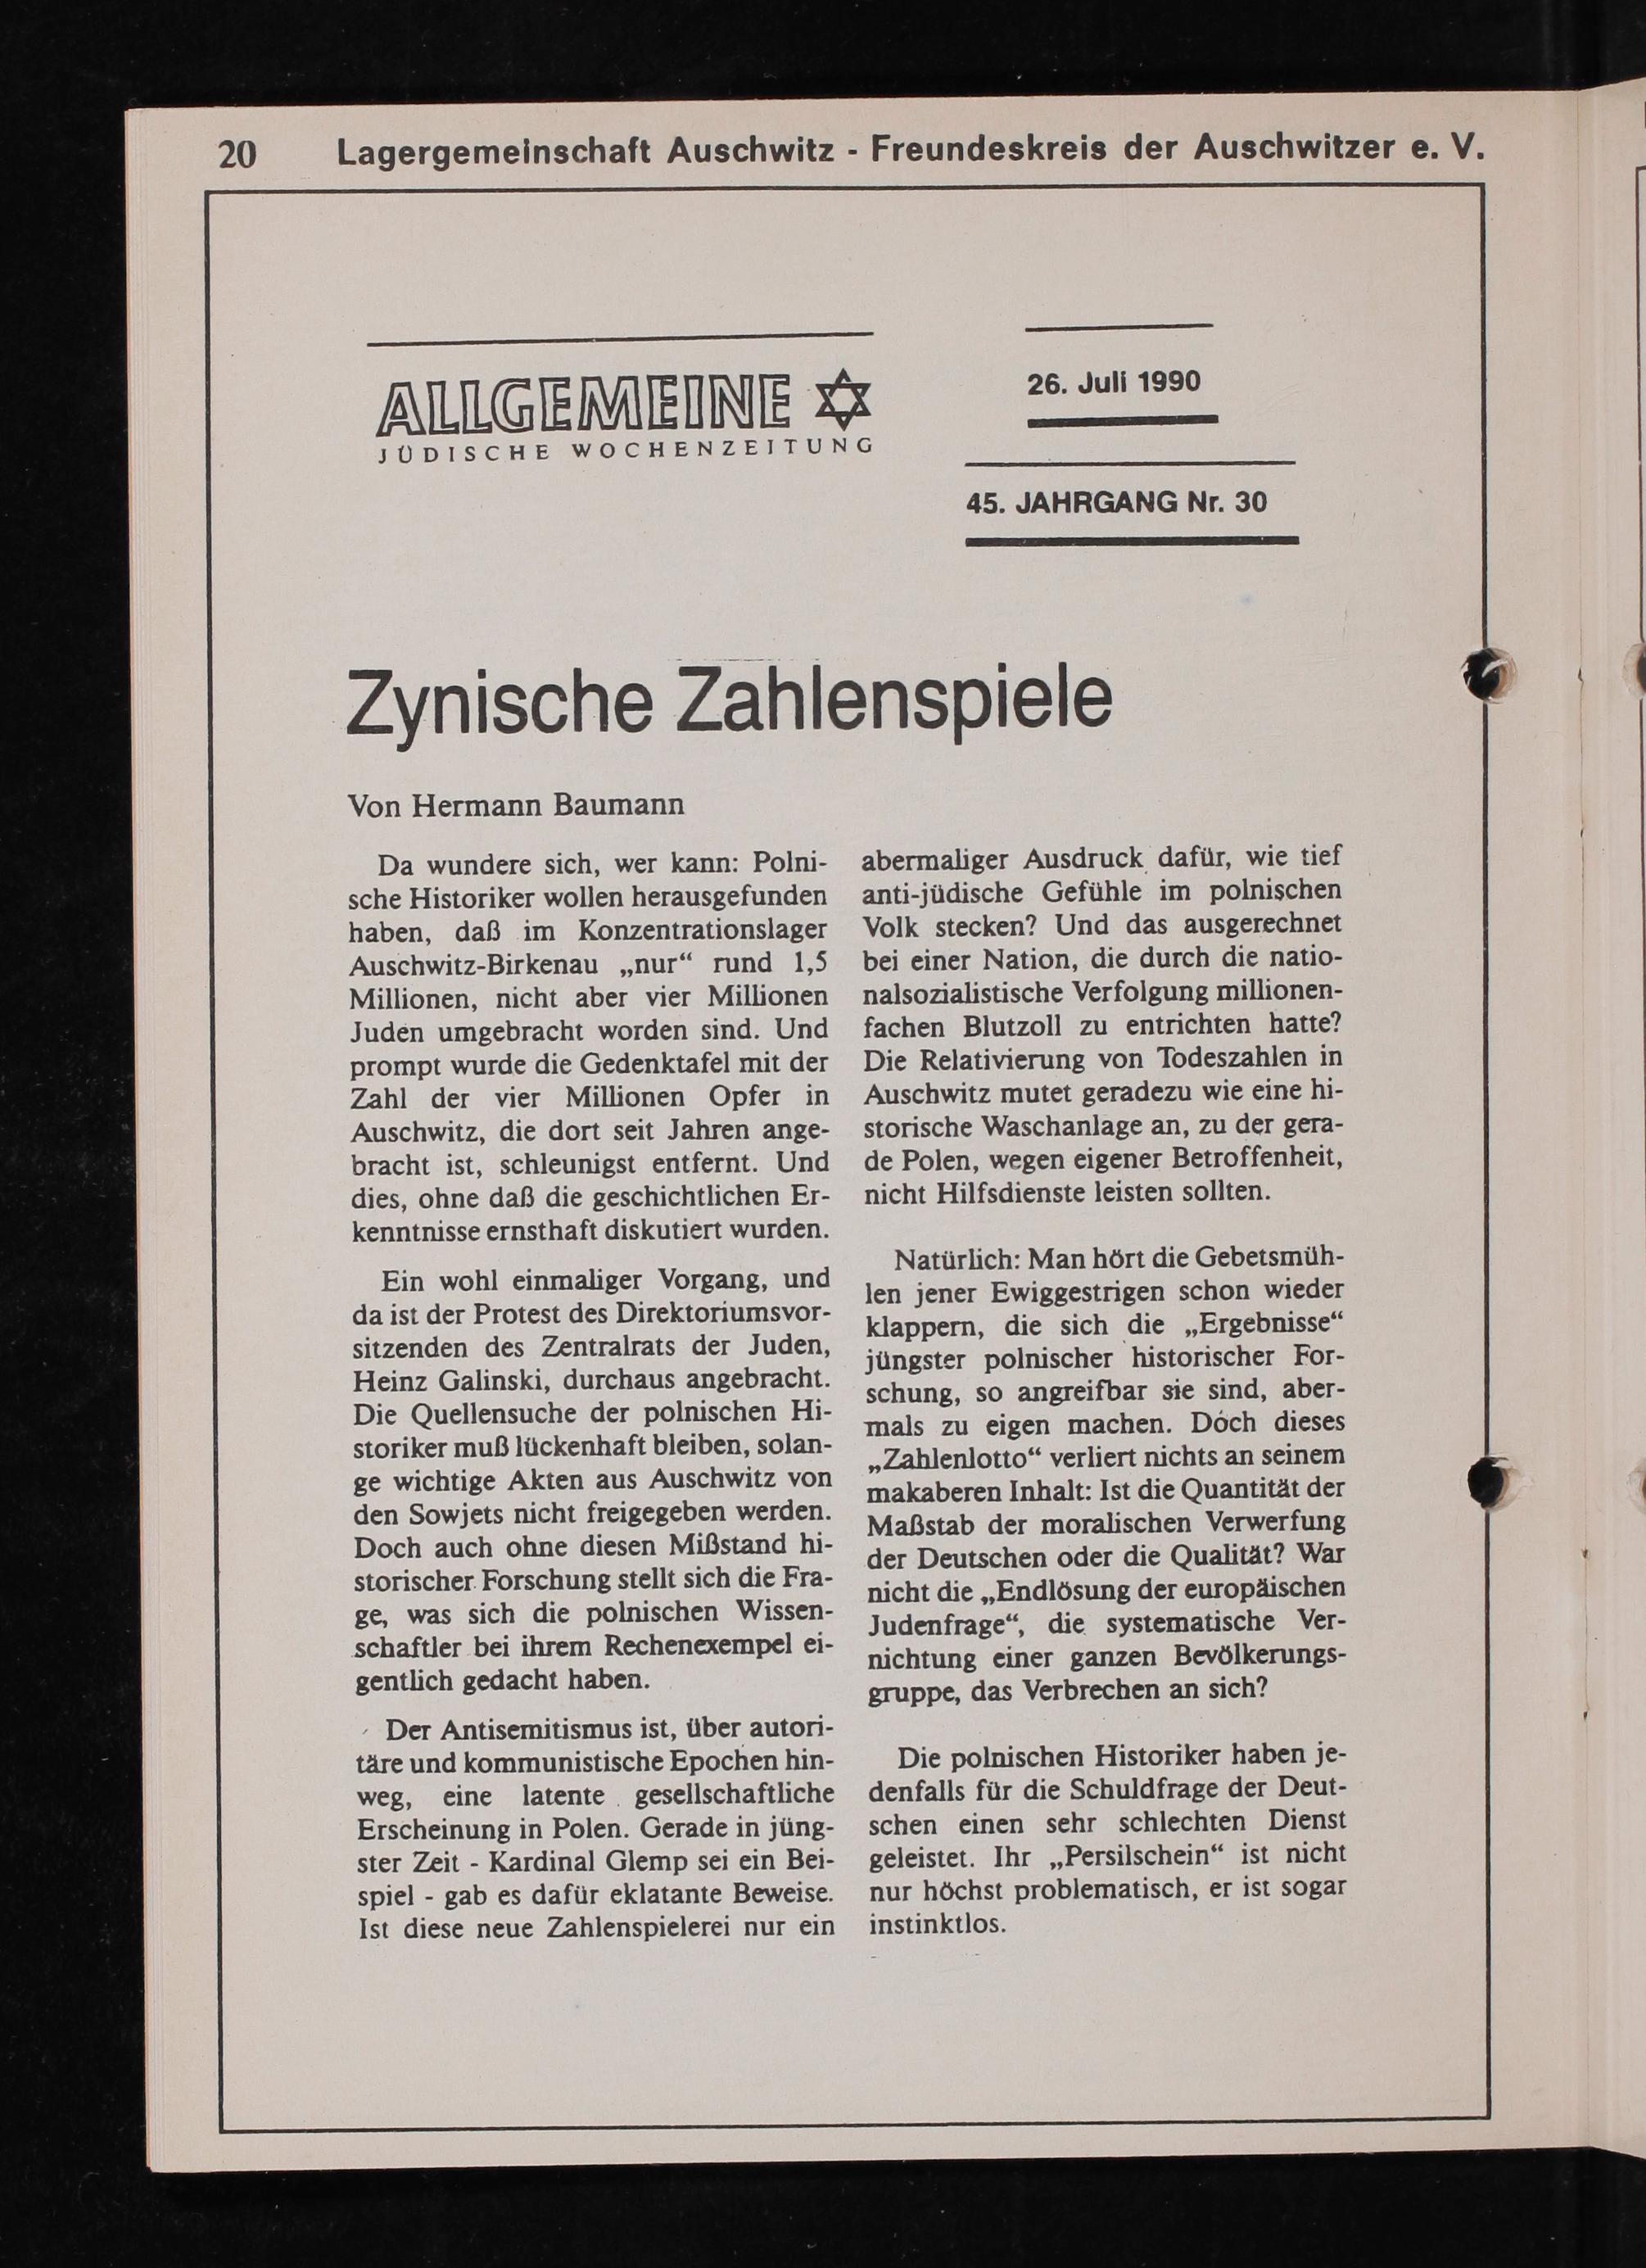 20 Lagergemeinschaft Auschwitz - Freundeskreis der Auschwitzer e. V.
ALLGEMEINE
JÜDISCHE WOCHENZEITUNG
26. Juli 1990
45. JAHRGANG Nr. 30
Zynische Zahlenspiele
Von Hermann Baumann
Da wundere sich, wer kann: Polni-
sche Historiker wollen herausgefunden
haben, daß im Konzentrationslager
Auschwitz-Birkenau „nur“ rund 1,5
Millionen, nicht aber vier Millionen
Juden umgebracht worden sind. Und
prompt wurde die Gedenktafel mit der
Zahl der vier Millionen Opfer in
Auschwitz, die dort seit Jahren ange-
bracht ist, schleunigst entfernt. Und
dies, ohne daß die geschichtlichen Er-
kenntnisse ernsthaft diskutiert wurden.
Ein wohl einmaliger Vorgang, und
da ist der Protest des Direktoriumsvor-
sitzenden des Zentralrats der Juden,
Heinz Galinski, durchaus angebracht.
Die Quellensuche der polnischen Hi-
storiker muß lückenhaft bleiben, solan-
ge wichtige Akten aus Auschwitz von
den Sowjets nicht freigegeben werden.
Doch auch ohne diesen Mißstand hi-
storischer Forschung stellt sich die Fra-
ge, was sich die polnischen Wissen-
schaftler bei ihrem Rechenexempel ei-
gentlich gedacht haben.
Der Antisemitismus ist, über autori-
täre und kommunistische Epochen hin-
weg, eine latente gesellschaftliche
Erscheinung in Polen. Gerade in jüng-
ster Zeit - Kardinal Glemp sei ein Bei-
spiel - gab es dafür eklatante Beweise.
Ist diese neue Zahlenspielerei nur ein
abermaliger Ausdruck dafür, wie tief
anti-jüdische Gefühle im polnischen
Volk stecken? Und das ausgerechnet
bei einer Nation, die durch die natio-
nalsozialistische Verfolgung millionen-
fachen Blutzoll zu entrichten hatte?
Die Relativierung von Todeszahlen in
Auschwitz mutet geradezu wie eine hi-
storische Waschanlage an, zu der gera-
de Polen, wegen eigener Betroffenheit,
nicht Hilfsdienste leisten sollten.
Natürlich: Man hört die Gebetsmüh-
len jener Ewiggestrigen schon wieder
klappern, die sich die „Ergebnisse“
jüngster polnischer historischer For-
schung, so angreifbar sie sind, aber-
mals zu eigen machen. Doch dieses
„Zahlenlotto“ verliert nichts an seinem
makaberen Inhalt: Ist die Quantität der
Maßstab der moralischen Verwerfung
der Deutschen oder die Qualität? War
nicht die „Endlösung der europäischen
Judenfrage“, die systematische Ver-
nichtung einer ganzen Bevölkerungs-
gruppe, das Verbrechen an sich?
Die polnischen Historiker haben je-
denfalls für die Schuldfrage der Deut-
schen einen sehr schlechten Dienst
geleistet. Ihr „Persilschein“ ist nicht
nur höchst problematisch, er ist sogar
instinktlos.